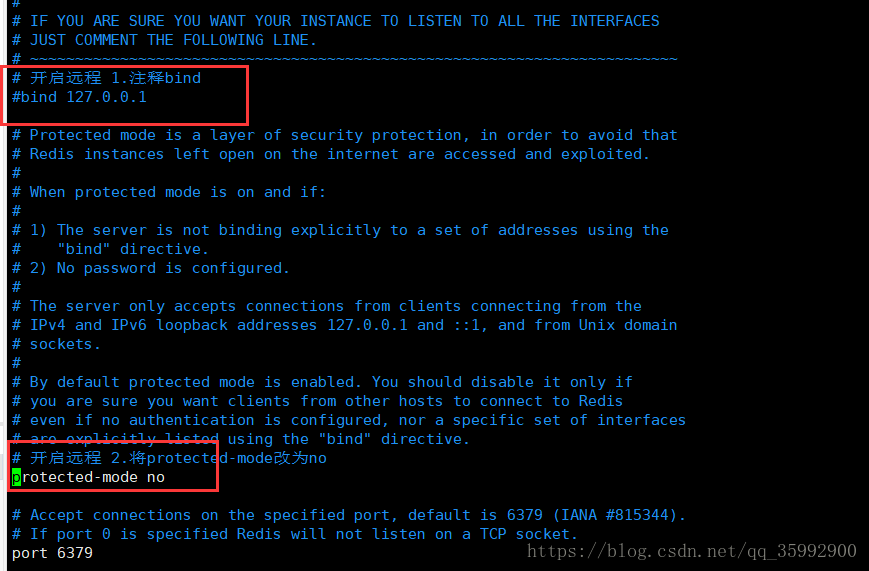 #
# IF YOU ARE SURE YOU WANT YOUR INSTANCE TO LISTEN TO ALL THE INTERFACES
# JUST COMMENT THE FOLLOWING LINE.
# ~~~~~~~~~~~~~~~~~~~~~~~~~~~~~~~~~~~~~~~~~~~~~~~~~~~~~~~~~~~~~~~~~~~~~~~~
# 开启远程 1.注释bind
#bind 127.0.0.1
# Protected mode is a layer of security protection, in order to avoid that
# Redis instances left open on the internet are accessed and exploited.
#
# When protected mode is on and if:
#
# 1) The server is not binding explicitly to a set of addresses using the
#    "bind" directive.
# 2) No password is configured.
#
# The server only accepts connections from clients connecting from the
# IPv4 and IPv6 loopback addresses 127.0.0.1 and ::1, and from Unix domain
# sockets.
#
# By default protected mode is enabled. You should disable it only if
# you are sure you want clients from other hosts to connect to Redis
# even if no authentication is configured, nor a specific set of interfaces
# are explicitly listed using the "bind" directive.
# 开启远程 2.将protected-mode改为no
protected-mode no
# Accept connections on the specified port, default is 6379 (IANA #815344).
# If port 0 is specified Redis will not listen on a TCP socket.
port 6379
https://blog.csdn.net/qq_35992900